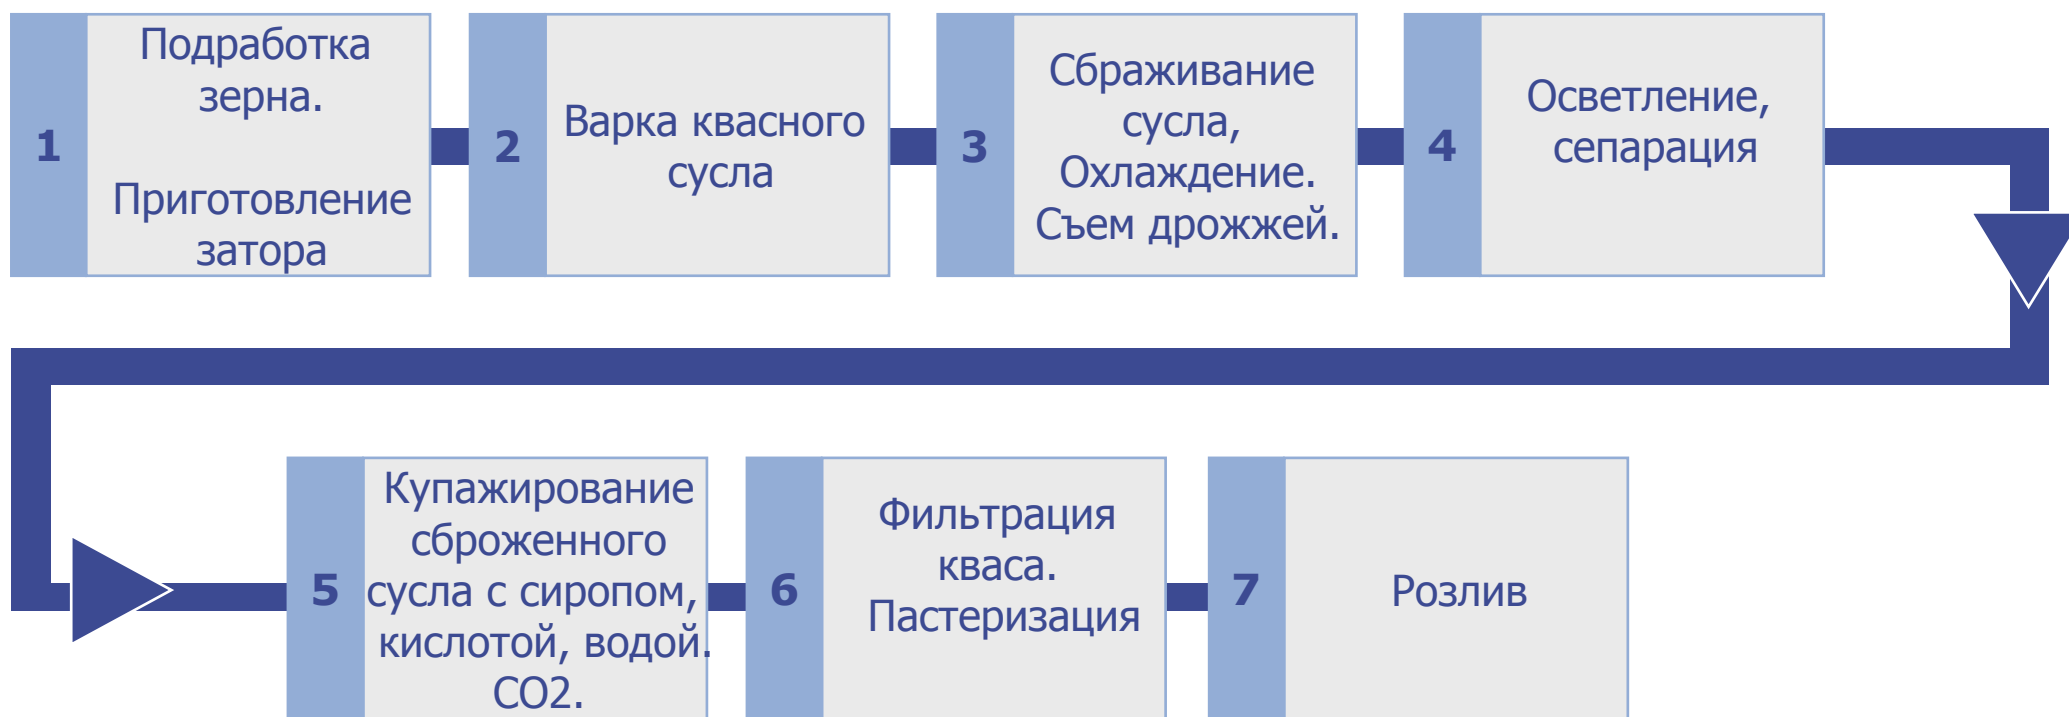 1
Подработка
зерна.
Приготовление
затора
2
Варка квасного
сусла
3
Сбраживание
сусла,
Охлаждение.
Съем дрожжей.
4
Осветление,
сепарация
5
Купажирование
сброженного
сусла с сиропом,
кислотой, водой.
СО2.
6
Фильтрация
кваса.
Пастеризация
7
Розлив